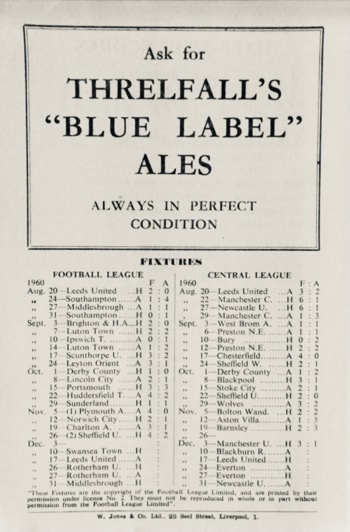 Ask for
THRELFALL'S
"BLUE LABEL"
ALES
ALWAYS IN PERFECT
CONDITION
FIXTURES
FOOTBALL LEAGUE
1960 F A
Aug. 20—Leeds United...H 2 : 0
„ 24—Southampton......A 1 : 4
„ 27—Middlesbrough ...A 1 : 1
„ 31—Southampton......H 0 : 1
Sept. 3—Brighton & H.A...H 2 : 0
„ 7—Luton Town ......H 2 : 2
„ 10—Ipswich T. ......A 0 : 1
„ 14—Luton Town ......A 1 : 2
„ 17—Scunthorpe U. ...H 3 : 2
„ 24—Leyton Orient ...A 3 : 1
Oct. 1—Derby County ...H 1 : 0
„ 8—Lincoln City ......A 2 : 1
„ 15—Portsmouth ......H 3 : 3
„ 22—Huddersfield T. ...A 4 : 2
„ 29—Sunderland ......H 1 : 1
Nov. 5—(1) Plymouth A...A 4 : 0
„ 12—Norwich City ......H 2 : 1
„ 19—Charlton A. ......A 3 : 1
„ 26—(2) Sheffield U. ...H 4 : 2
Dec. 3—
„ 10—Swansea Town ...H :
„ 17—Leeds United ......A :
„ 26—Rotherham U. ...H :
„ 27—Rotherham U. ...A :
„ 31—Middlesbrough ...H :
CENTRAL LEAGUE
1960 F : A
Aug. 20—Leeds United ......A 3 : 2
„ 22—Manchester C. ...H 6 : 1
„ 27—Newcastle U. ......H 6 : 1
„ 29—Manchester C. ...A 1 : 3
Sept. 3—West Brom A. ......A 1 : 1
„ 6—Preston N.E. ......A 1 : 1
„ 10—Bury ......H 0 : 2
„ 12—Preston N.E. ......H 2 : 2
„ 17—Chesterfield......A 4 : 0
„ 24—Sheffield W. ......H 2 : 1
Oct. 1—Derby County ......A 1 : 2
„ 8—Blackpool ......H 3 : 1
„ 15—Stoke City ......A 2 : 1
„ 22—Sheffield U. ......H 2 : 0
„ 29—Wolves ......A 3 : 2
Nov. 5—Bolton Wand. ......H 2 : 2
„ 12—Aston Villa ......A 1 : 3
„ 19—Barnsley ......H 2 : 3
„ 26—
Dec. 3—Manchester U. ...H 3 : 1
„ 10—Blackburn R. ......A :
„ 17—Leeds United ......H :
„ 24—Everton ......A :
„ 27—Everton ......H :
„ 31—Newcastle U. ......A :
"These Fixtures are the copyright of the Football League Limited, and are printed by their
permission under licence No. 2. They must not be reproduced in whole or in part without
permission from the Football League Limited".
W. Jones & Co. Ltd., 29 Seel Street, Liverpool, 1.